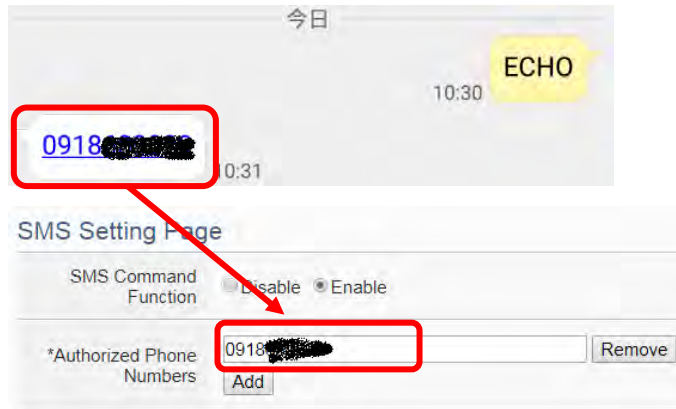 今日
ECHO
10:30
0918
10:31
SMS Setting Page
SMS Command
Function
Disable Enable
*Authorized Phone
Numbers
0918
Remove
Add